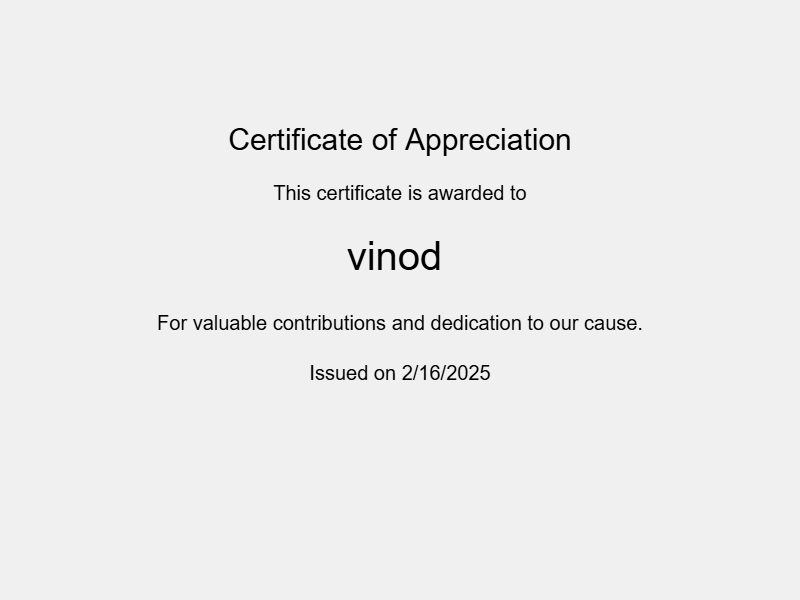 Certificate of Appreciation
This certificate is awarded to
vinod
For valuable contributions and dedication to our cause.
Issued on 2/16/2025